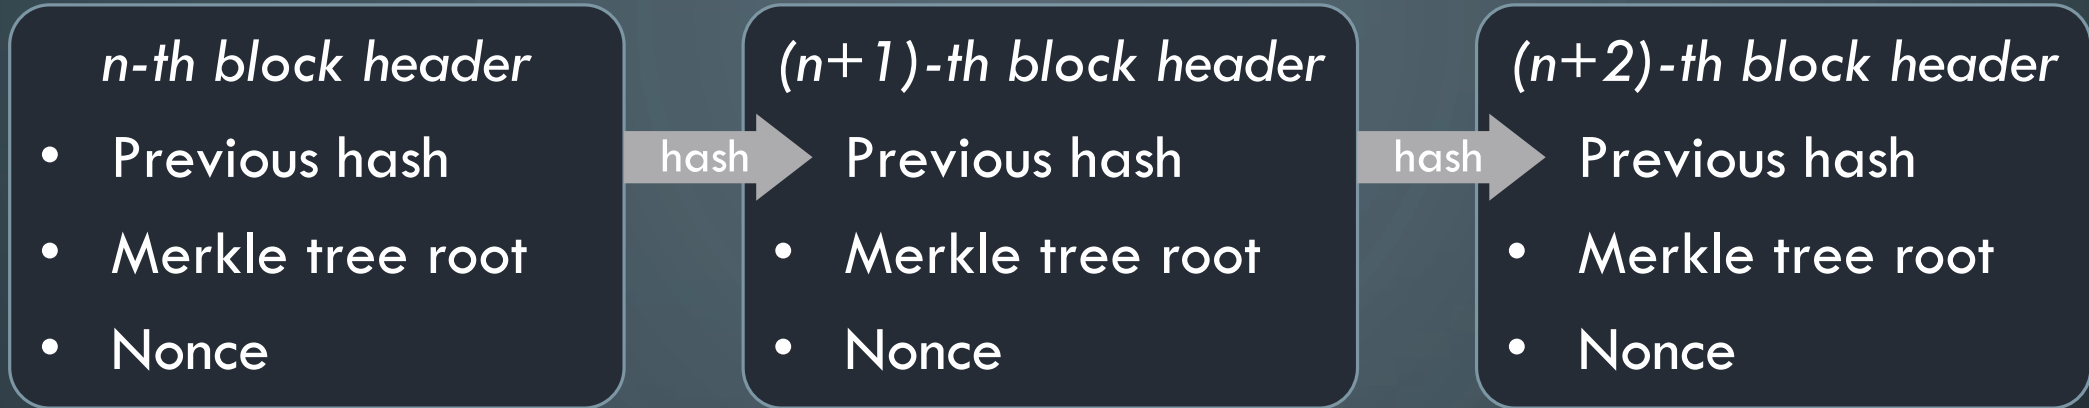 n-th block header
• Previous hash
• Merkle tree root
• Nonce
hash
(n+1)-th block header
Previous hash
• Merkle tree root
• Nonce
hash
(n+2)-th block header
Previous hash
• Merkle tree root
• Nonce